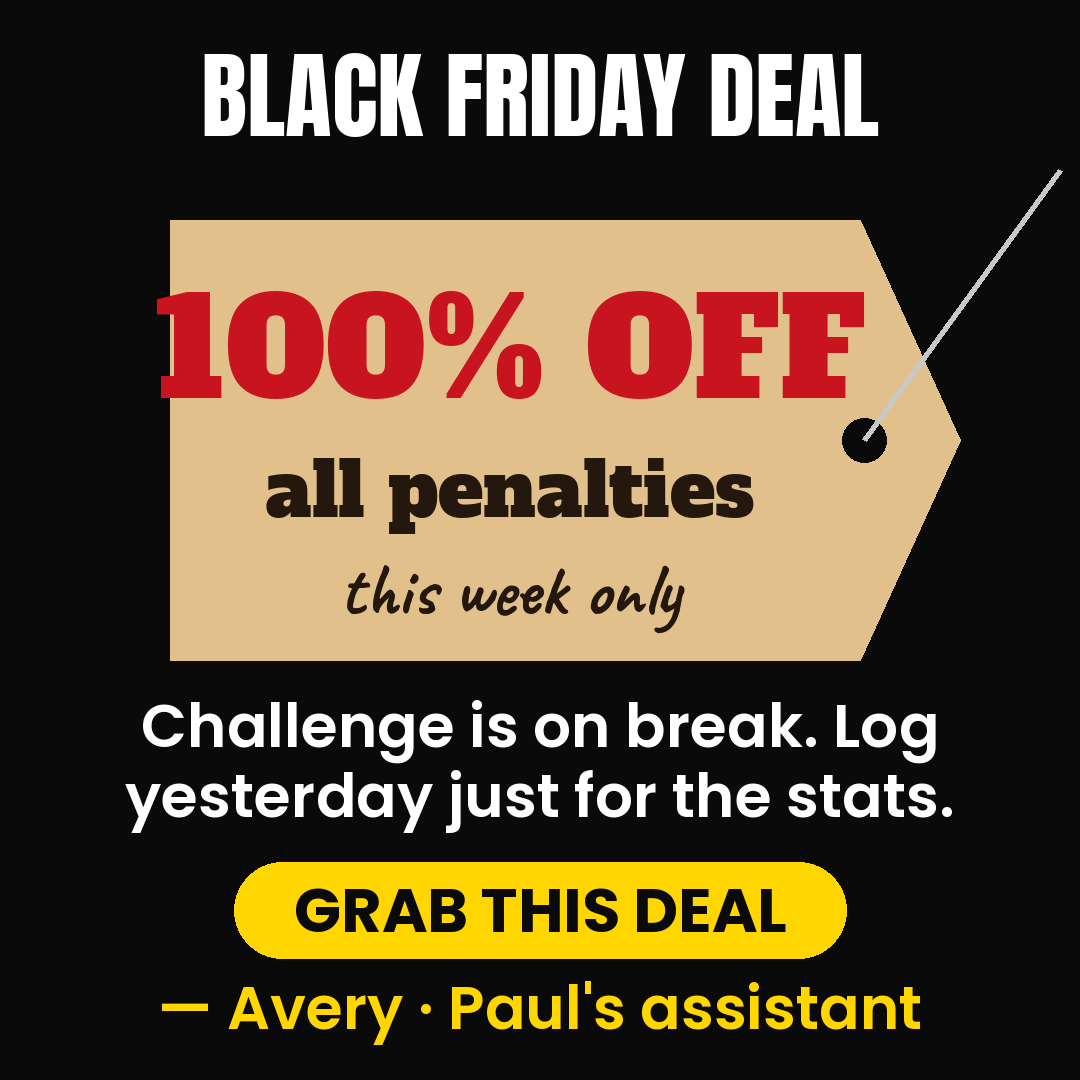 BLACK FRIDAY DEAL
100% OFF
all penalties
this week only
Challenge is on break. Log
yesterday just for the stats.
GRAB THIS DEAL
— Avery · Paul's assistant